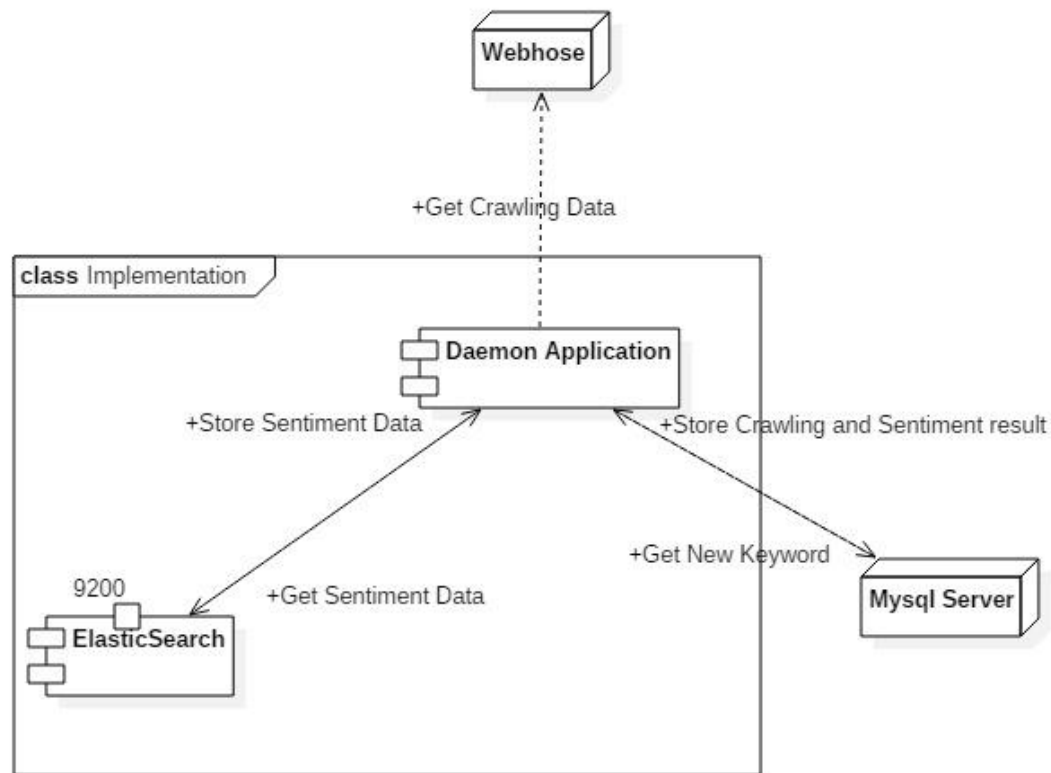 Webhose
+Get Crawling Data
class Implementation
Daemon Application
+Store Sentiment Data
+Store Crawling and Sentiment result
+Get New Keyword
9200
+Get Sentiment Data
ElasticSearch
Mysql Server